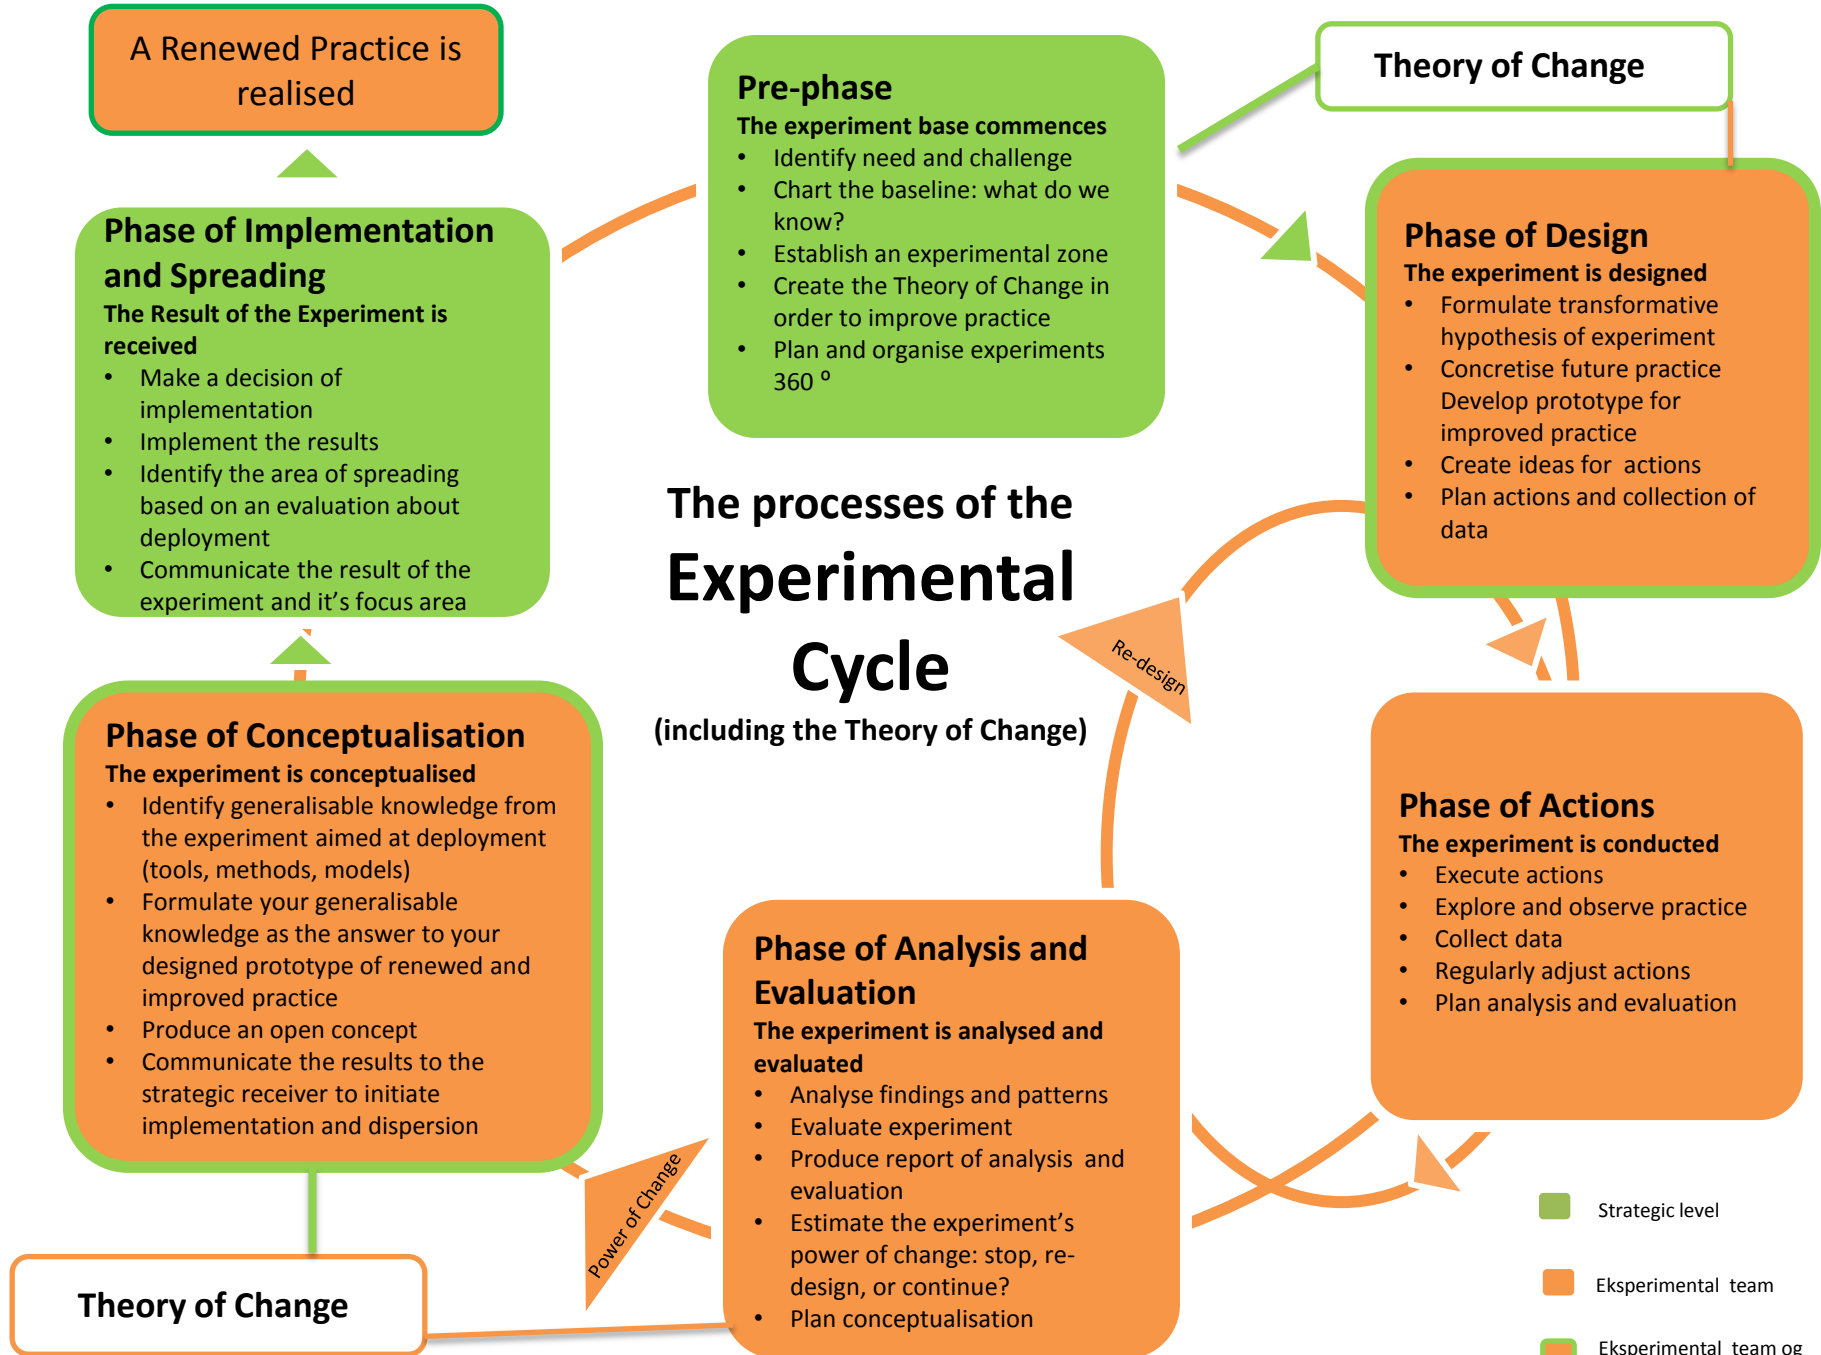 A Renewed Practice is
realised
Pre-phase
The experiment base commences
• Identify need and challenge
• Chart the baseline: what do we
know?
• Establish an experimental zone
• Create the Theory of Change in
order to improve practice
• Plan and organise experiments
360 º
Theory of Change
Phase of Design
The experiment is designed
• Formulate transformative
hypothesis of experiment
• Concretise future practice
Develop prototype for
improved practice
• Create ideas for actions
• Plan actions and collection of
data
Phase of Implementation
and Spreading
The Result of the Experiment is
received
• Make a decision of
implementation
• Implement the results
• Identify the area of spreading
based on an evaluation about
deployment
• Communicate the result of the
experiment and it's focus area
The processes of the
Experimental
Cycle
(including the Theory of Change)
Re-design
Phase of Conceptualisation
The experiment is conceptualised
• Identify generalisable knowledge from
the experiment aimed at deployment
(tools, methods, models)
• Formulate your generalisable
knowledge as the answer to your
designed prototype of renewed and
improved practice
• Produce an open concept
• Communicate the results to the
strategic receiver to initiate
implementation and dispersion
Phase of Actions
The experiment is conducted
• Execute actions
• Explore and observe practice
• Collect data
• Regularly adjust actions
• Plan analysis and evaluation
Phase of Analysis and
Evaluation
The experiment is analysed and
evaluated
• Analyse findings and patterns
• Evaluate experiment
• Produce report of analysis and
evaluation
• Estimate the experiment's
power of change: stop, re-
design, or continue?
• Plan conceptualisation
Power of Change
Theory of Change
Strategic level
Eksperimental team
Eksperimental team og